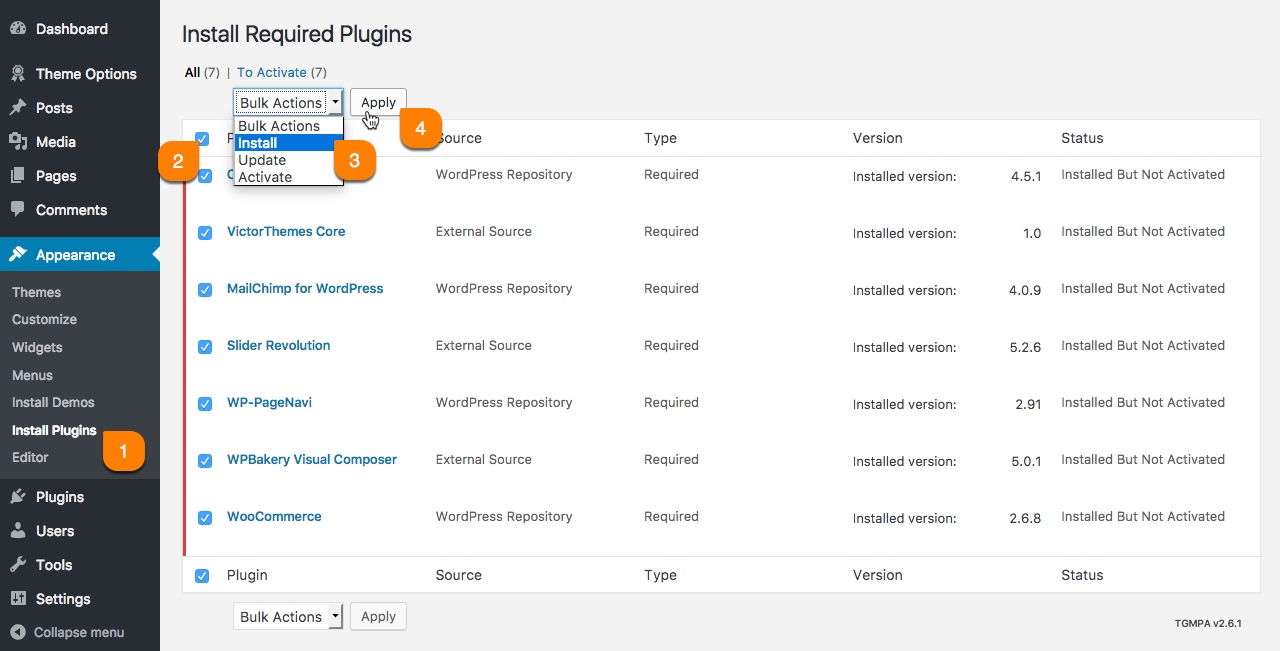 Dashboard
Theme Options
Posts
Media
Pages
Comments
Appearance
Themes
Customize
Widgets
Menus
Install Demos
Install Plugins
1
Editor
Plugins
Users
Tools
Settings
Collapse menu
Install Required Plugins
All (7) | To Activate (7)
Bulk Actions Apply
Bulk Actions
Install
Update
Activate
2
3
4
Source Type Version Status
WordPress Repository Required Installed version: 4.5.1 Installed But Not Activated
VictorThemes Core External Source Required Installed version: 1.0 Installed But Not Activated
MailChimp for WordPress WordPress Repository Required Installed version: 4.0.9 Installed But Not Activated
Slider Revolution External Source Required Installed version: 5.2.6 Installed But Not Activated
WP-PageNavi WordPress Repository Required Installed version: 2.91 Installed But Not Activated
WPBakery Visual Composer External Source Required Installed version: 5.0.1 Installed But Not Activated
WooCommerce WordPress Repository Required Installed version: 2.6.8 Installed But Not Activated
Plugin Source Type Version Status
Bulk Actions Apply
TGMPA v2.6.1